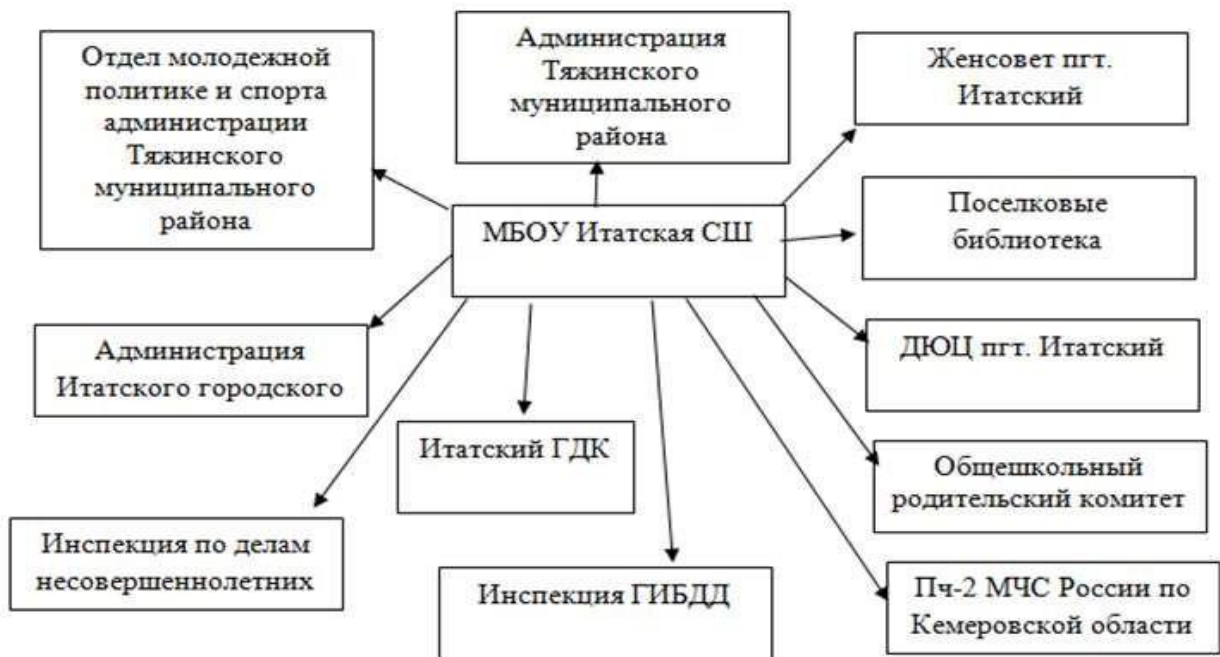 Отдел молодежной
политике и спорта
администрации
Тяжинского
муниципального
района
Администрация
Тяжинского
муниципального
района
Женсовет пгт.
Итатский
МБОУ Итатская СШ
Поселковые
библиотека
Администрация
Итатского городского
ДЮЦ пгт. Итатский
Итатский ГДК
Общешкольный
родительский комитет
Инспекция по делам
несовершеннолетних
Инспекция ГИБДД
Пч-2 МЧС России по
Кемеровской области